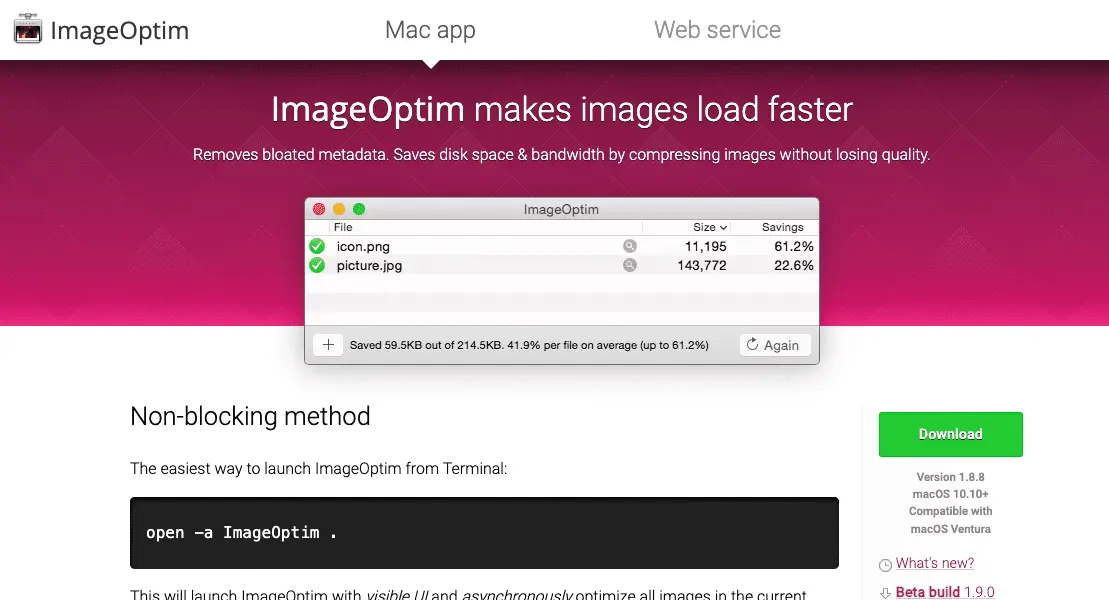 ImageOptim
Mac app
Web service
ImageOptim makes images load faster
Removes bloated metadata. Saves disk space & bandwidth by compressing images without losing quality.
ImageOptim
File Size Savings
icon.png 11,195 61.2%
picture.jpg 143,772 22.6%
Saved 59.5KB out of 214.5KB. 41.9% per file on average (up to 61.2%)
Again
Non-blocking method
The easiest way to launch ImageOptim from Terminal:
open -a ImageOptim .
This will launch ImageOptim with visible UI and asynchronously optimize all images in the current
Download
Version 1.8.8
macOS 10.10+
Compatible with
macOS Ventura
What's new?
Beta build 1.9.0